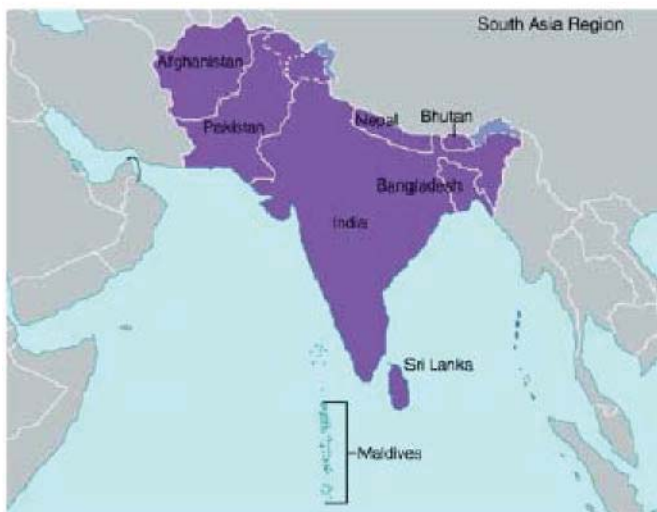 South Asia Region
Afghanistan
Pakistan
Nepal
Bhutan
Bangladesh
India
Sri Lanka
Maldives